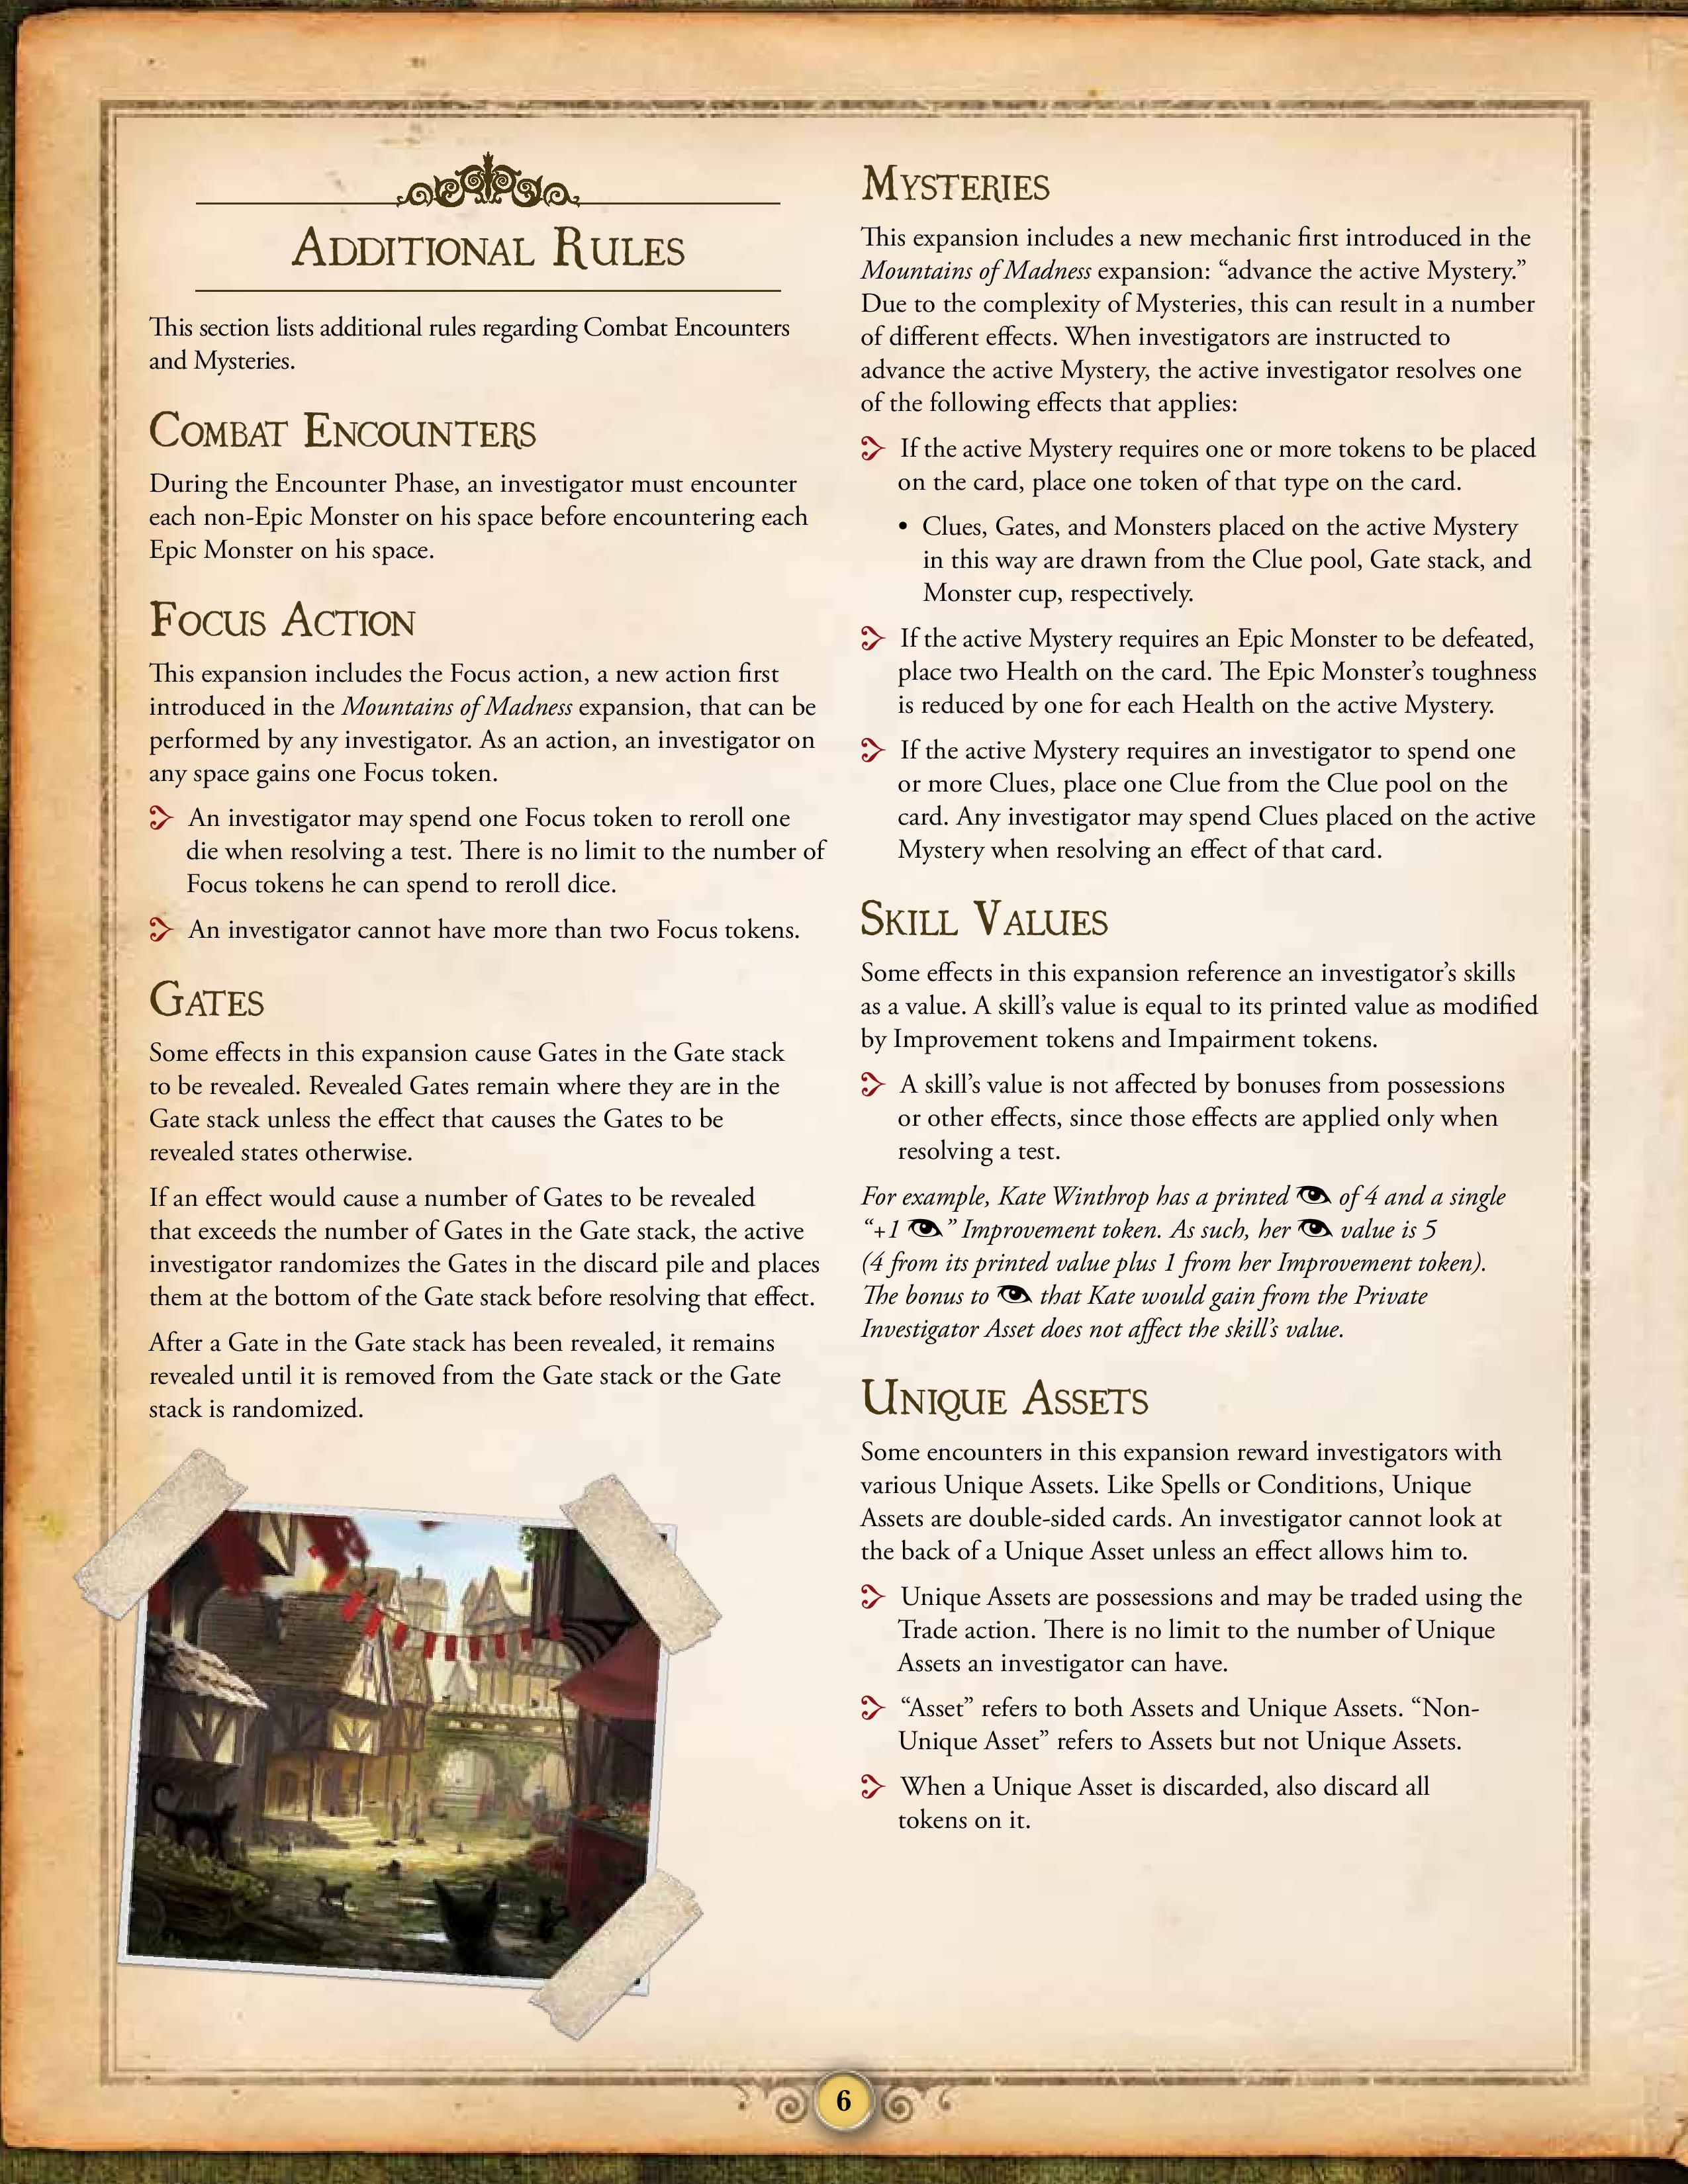 Additional Rules
This section lists additional rules regarding Combat Encounters
and Mysteries.
Combat Encounters
During the Encounter Phase, an investigator must encounter
each non-Epic Monster on his space before encountering each
Epic Monster on his space.
Focus Action
This expansion includes the Focus action, a new action first
introduced in the Mountains of Madness expansion, that can be
performed by any investigator. As an action, an investigator on
any space gains one Focus token.
An investigator may spend one Focus token to reroll one
die when resolving a test. There is no limit to the number of
Focus tokens he can spend to reroll dice.
An investigator cannot have more than two Focus tokens.
Gates
Some effects in this expansion cause Gates in the Gate stack
to be revealed. Revealed Gates remain where they are in the
Gate stack unless the effect that causes the Gates to be
revealed states otherwise.
If an effect would cause a number of Gates to be revealed
that exceeds the number of Gates in the Gate stack, the active
investigator randomizes the Gates in the discard pile and places
them at the bottom of the Gate stack before resolving that effect.
After a Gate in the Gate stack has been revealed, it remains
revealed until it is removed from the Gate stack or the Gate
stack is randomized.
Mysteries
This expansion includes a new mechanic first introduced in the
Mountains of Madness expansion: “advance the active Mystery.”
Due to the complexity of Mysteries, this can result in a number
of different effects. When investigators are instructed to
advance the active Mystery, the active investigator resolves one
of the following effects that applies:
If the active Mystery requires one or more tokens to be placed
on the card, place one token of that type on the card.
• Clues, Gates, and Monsters placed on the active Mystery
in this way are drawn from the Clue pool, Gate stack, and
Monster cup, respectively.
If the active Mystery requires an Epic Monster to be defeated,
place two Health on the card. The Epic Monster’s toughness
is reduced by one for each Health on the active Mystery.
If the active Mystery requires an investigator to spend one
or more Clues, place one Clue from the Clue pool on the
card. Any investigator may spend Clues placed on the active
Mystery when resolving an effect of that card.
Skill Values
Some effects in this expansion reference an investigator’s skills
as a value. A skill’s value is equal to its printed value as modified
by Improvement tokens and Impairment tokens.
A skill’s value is not affected by bonuses from possessions
or other effects, since those effects are applied only when
resolving a test.
For example, Kate Winthrop has a printed of 4 and a single
“+1 ” Improvement token. As such, her value is 5
(4 from its printed value plus 1 from her Improvement token).
The bonus to that Kate would gain from the Private
Investigator Asset does not affect the skill’s value.
Unique Assets
Some encounters in this expansion reward investigators with
various Unique Assets. Like Spells or Conditions, Unique
Assets are double-sided cards. An investigator cannot look at
the back of a Unique Asset unless an effect allows him to.
Unique Assets are possessions and may be traded using the
Trade action. There is no limit to the number of Unique
Assets an investigator can have.
“Asset” refers to both Assets and Unique Assets. “Non-
Unique Asset” refers to Assets but not Unique Assets.
When a Unique Asset is discarded, also discard all
tokens on it.
6